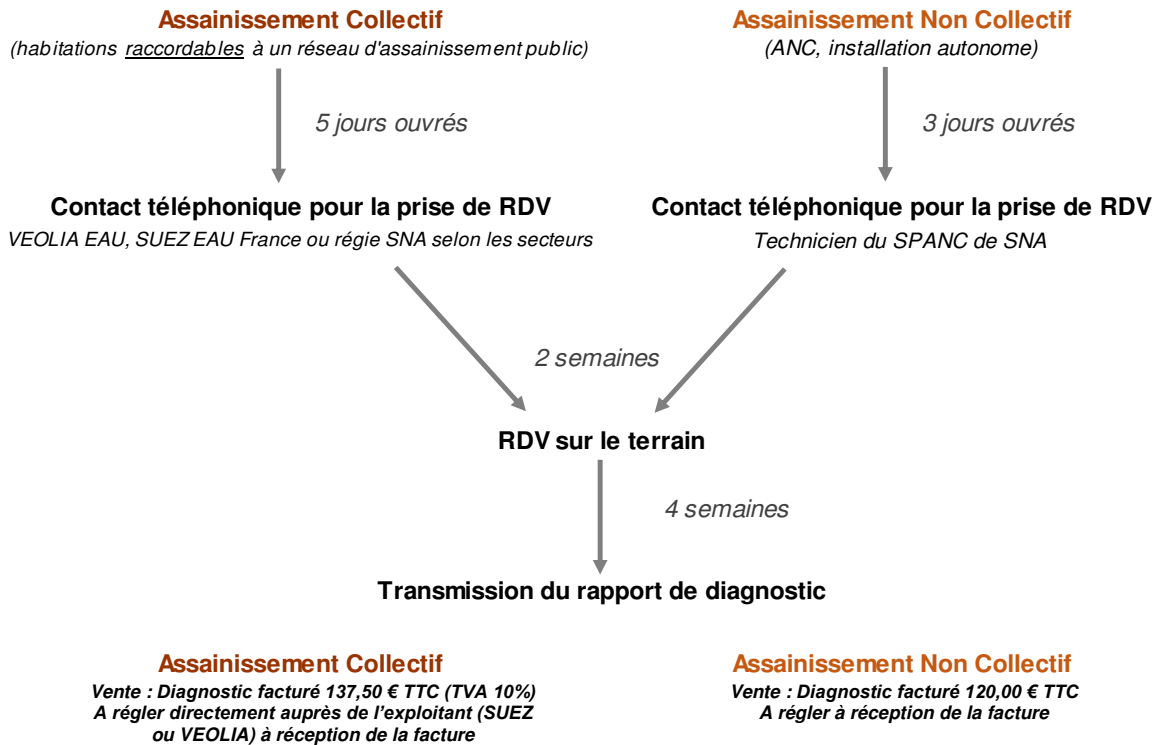 Assainissement Collectif
(habitations raccordables à un réseau d'assainissement public)
Assainissement Non Collectif
(ANC, installation autonome)
5 jours ouvrés
3 jours ouvrés
Contact téléphonique pour la prise de RDV
VEOLIA EAU, SUEZ EAU France ou régie SNA selon les secteurs
Contact téléphonique pour la prise de RDV
Technicien du SPANC de SNA
2 semaines
RDV sur le terrain
4 semaines
Transmission du rapport de diagnostic
Assainissement Collectif
Vente : Diagnostic facturé 137,50 € TTC (TVA 10%)
A régler directement auprès de l'exploitant (SUEZ
ou VEOLIA) à réception de la facture
Assainissement Non Collectif
Vente : Diagnostic facturé 120,00 € TTC
A régler à réception de la facture